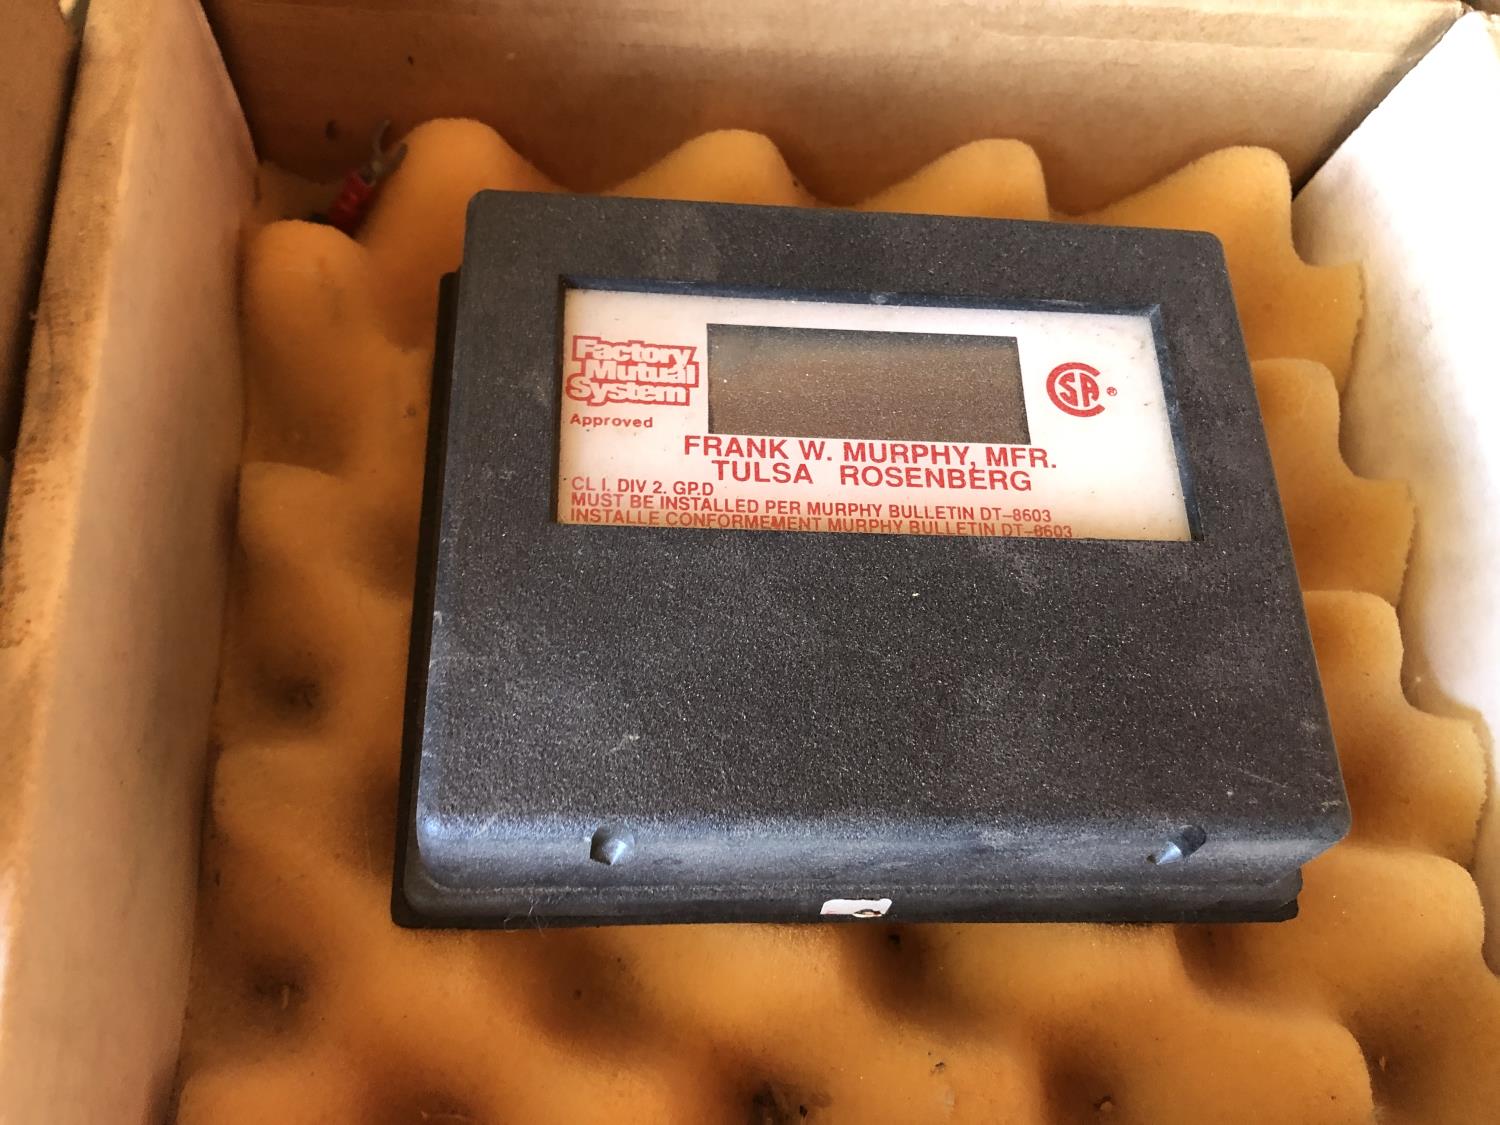 Factory
Mutual
System
Approved
CSA ®
FRANK W. MURPHY, MFR.
TULSA ROSENBERG
CL I. DIV 2. GP.D
MUST BE INSTALLED PER MURPHY BULLETIN DT-8603
INSTALLE CONFORMEMENT MURPHY BULLETIN DT-8603